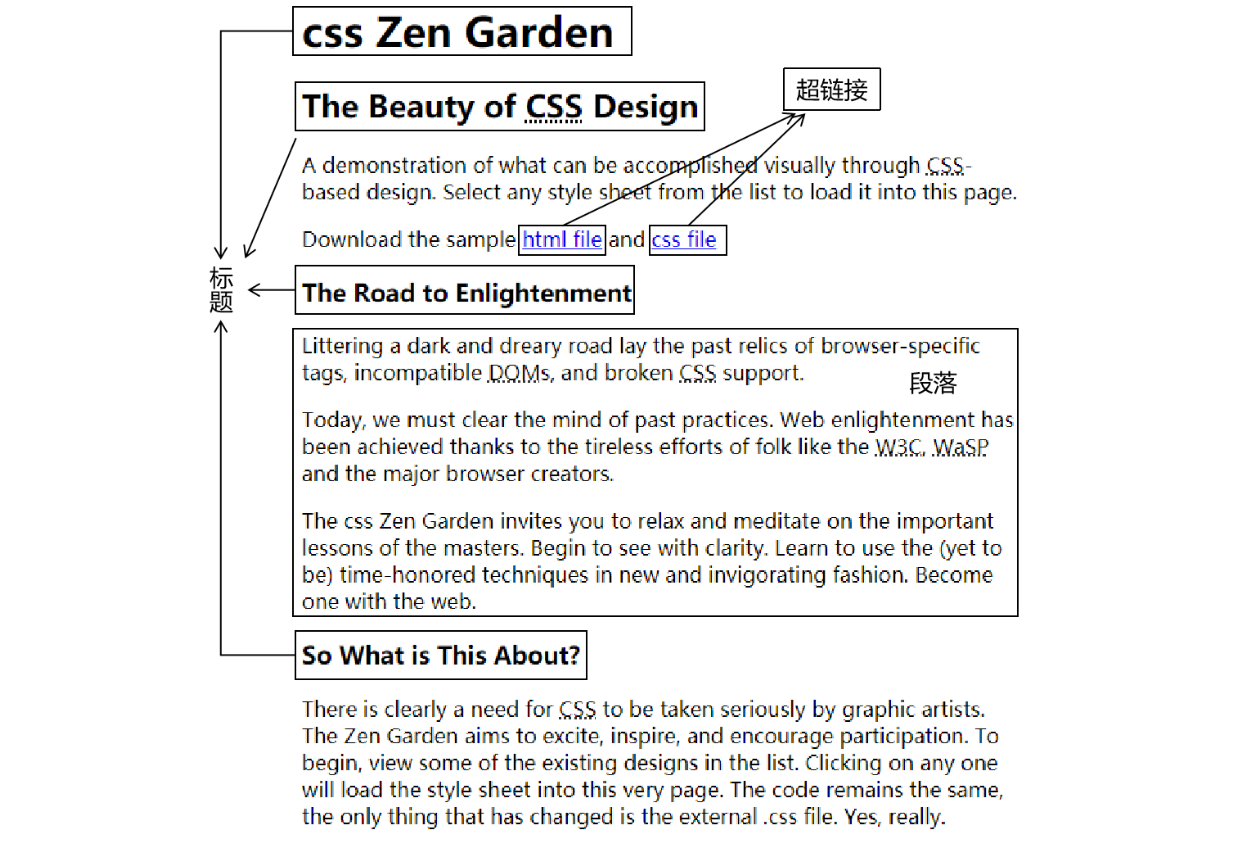 css Zen Garden
The Beauty of CSS Design
超链接
A demonstration of what can be accomplished visually through CSS-
based design. Select any style sheet from the list to load it into this page.
Download the sample html file and css file
标
题
The Road to Enlightenment
Littering a dark and dreary road lay the past relics of browser-specific
tags, incompatible DOMs, and broken CSS support.
段落
Today, we must clear the mind of past practices. Web enlightenment has
been achieved thanks to the tireless efforts of folk like the W3C, WaSP
and the major browser creators.
The css Zen Garden invites you to relax and meditate on the important
lessons of the masters. Begin to see with clarity. Learn to use the (yet to
be) time-honored techniques in new and invigorating fashion. Become
one with the web.
So What is This About?
There is clearly a need for CSS to be taken seriously by graphic artists.
The Zen Garden aims to excite, inspire, and encourage participation. To
begin, view some of the existing designs in the list. Clicking on any one
will load the style sheet into this very page. The code remains the same,
the only thing that has changed is the external .css file. Yes, really.